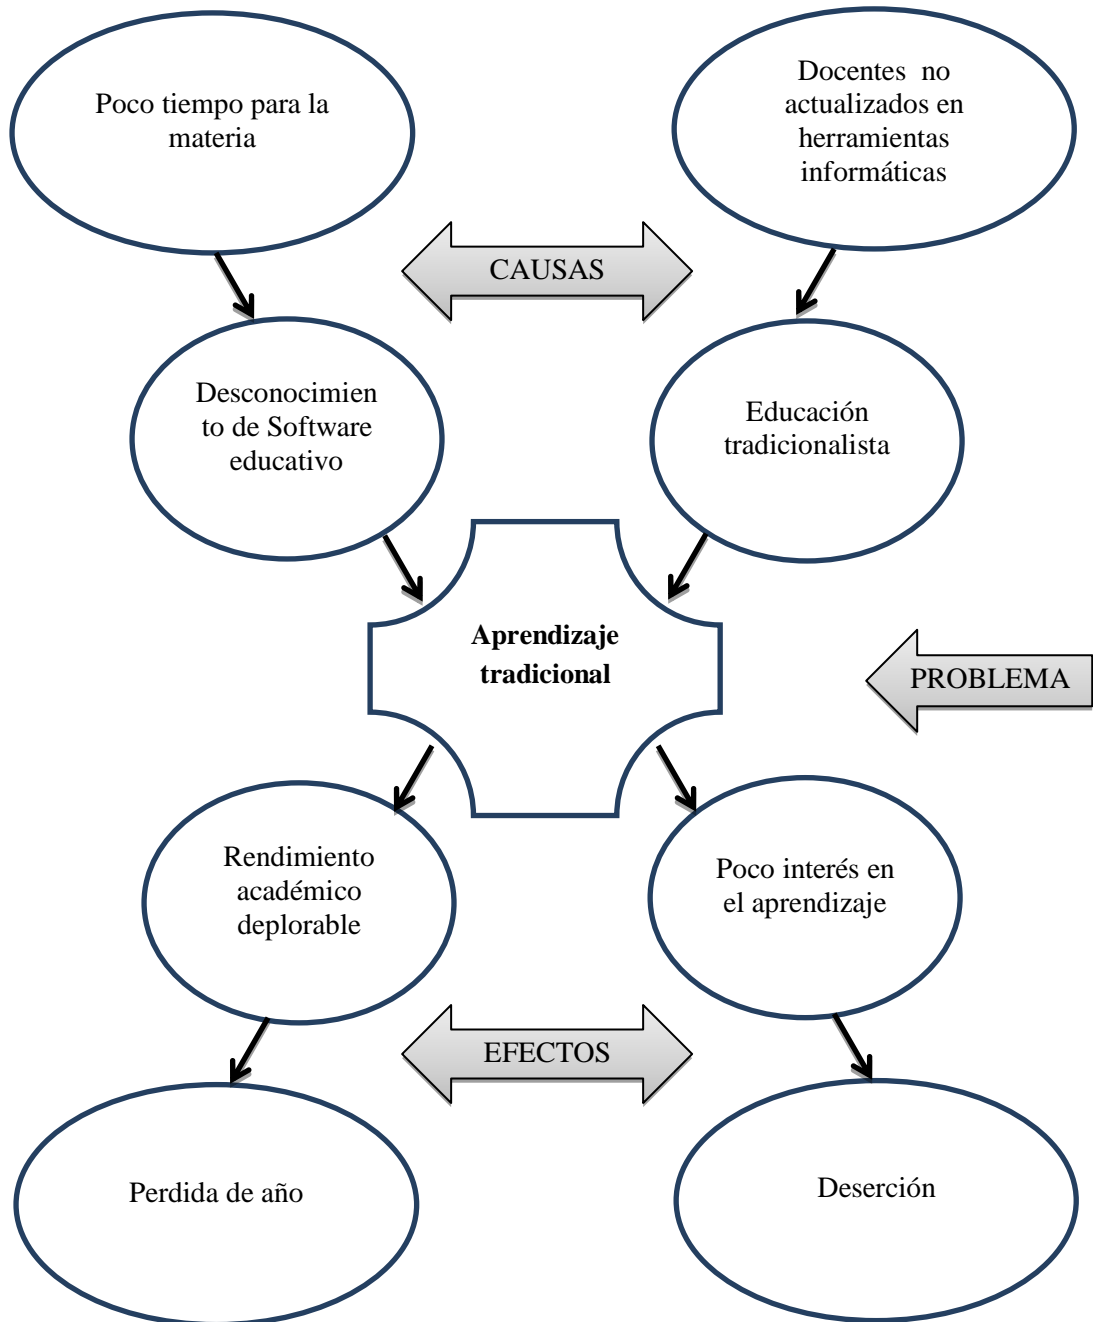 Poco tiempo para la
materia
Docentes  no
actualizados en
herramientas
informáticas
CAUSAS
Desconocimien
to de Software
educativo
Educación
tradicionalista
Aprendizaje
tradicional
PROBLEMA
Rendimiento
académico
deplorable
Poco interés en
el aprendizaje
EFECTOS
Perdida de año
Deserción